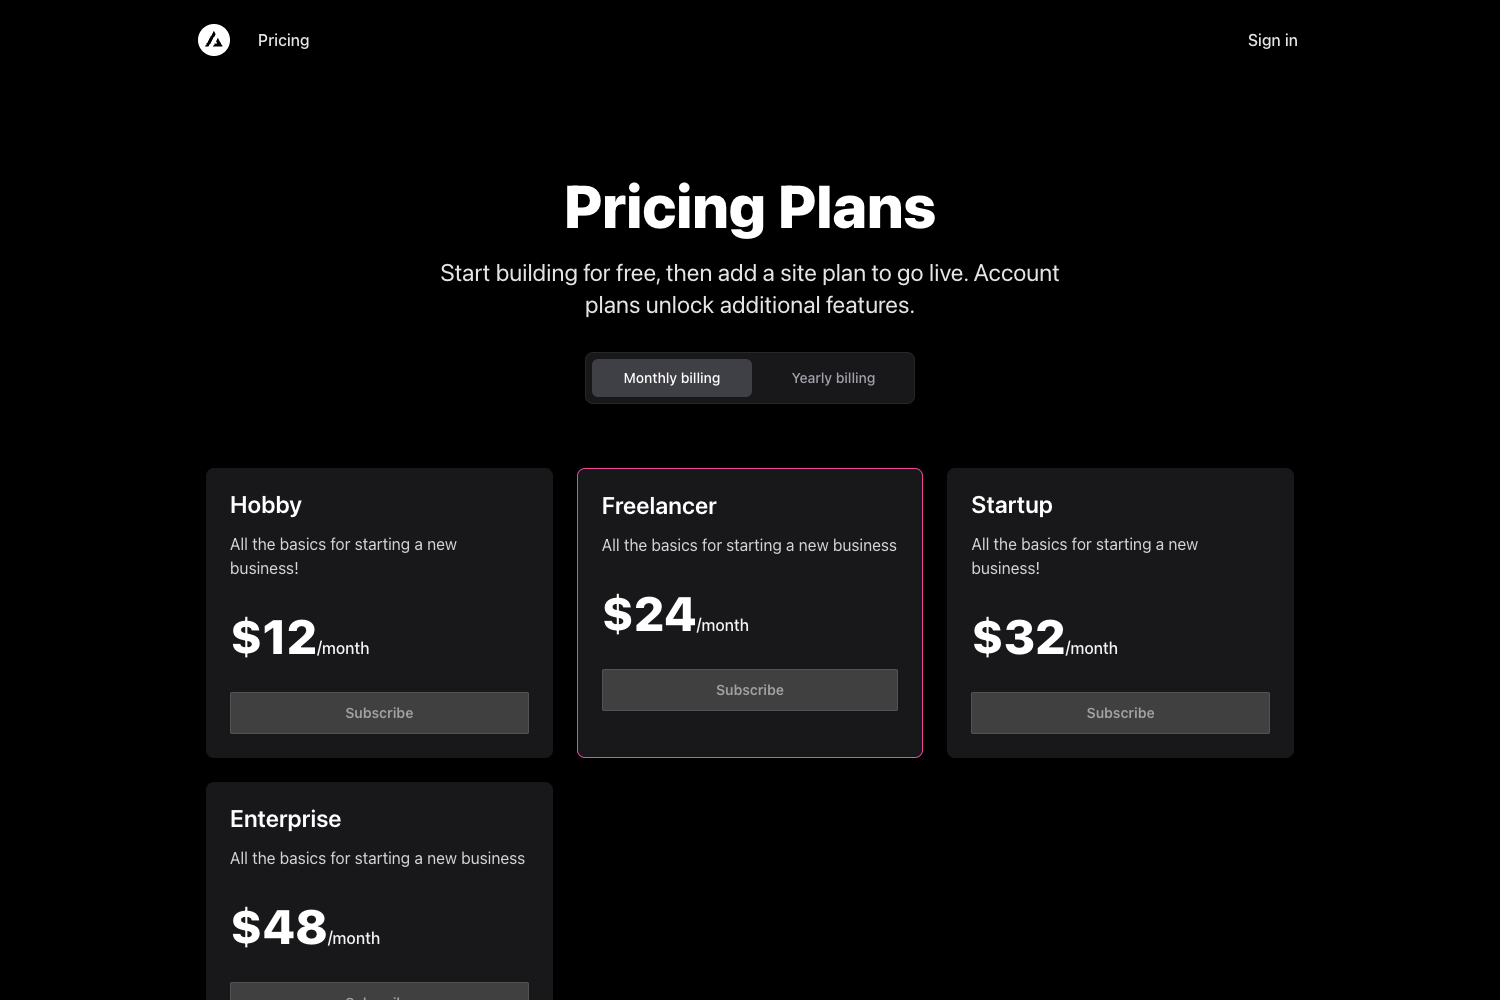 Pricing
Sign in
Pricing Plans
Start building for free, then add a site plan to go live. Account
plans unlock additional features.
Monthly billing
Yearly billing
Hobby
All the basics for starting a new
business!
$12/month
Subscribe
Freelancer
All the basics for starting a new business
$24/month
Subscribe
Startup
All the basics for starting a new
business!
$32/month
Subscribe
Enterprise
All the basics for starting a new business
$48/month